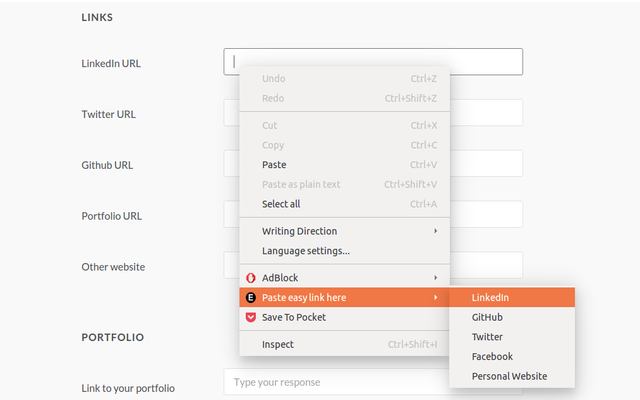 LINKS
LinkedIn URL
Undo Ctrl+Z
Redo Ctrl+Shift+Z
Twitter URL
Cut Ctrl+X
Copy Ctrl+C
Github URL
Paste Ctrl+V
Paste as plain text Ctrl+Shift+V
Select all Ctrl+A
Portfolio URL
Writing Direction
Language settings...
Other website
AdBlock
Paste easy link here
LinkedIn
Save To Pocket
GitHub
PORTFOLIO
Twitter
Inspect Ctrl+Shift+I
Facebook
Personal Website
Link to your portfolio
Type your response